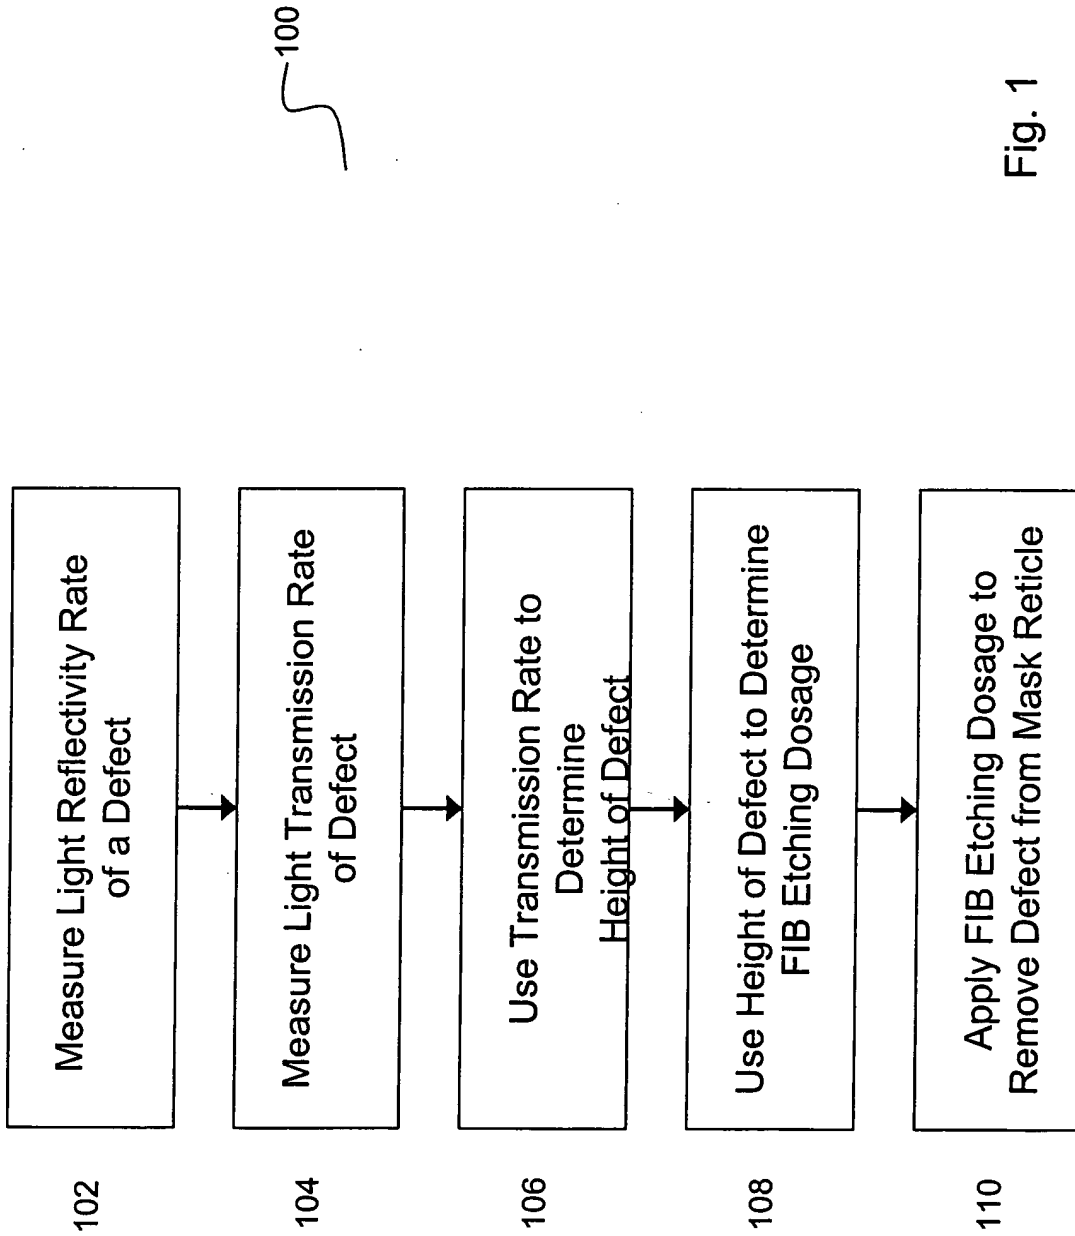 100
102
Measure Light Reflectivity Rate
of a Defect
104
Measure Light Transmission Rate
of Defect
106
Use Transmission Rate to
Determine
Height of Defect
108
Use Height of Defect to Determine
FIB Etching Dosage
110
Apply FIB Etching Dosage to
Remove Defect from Mask Reticle
Fig. 1